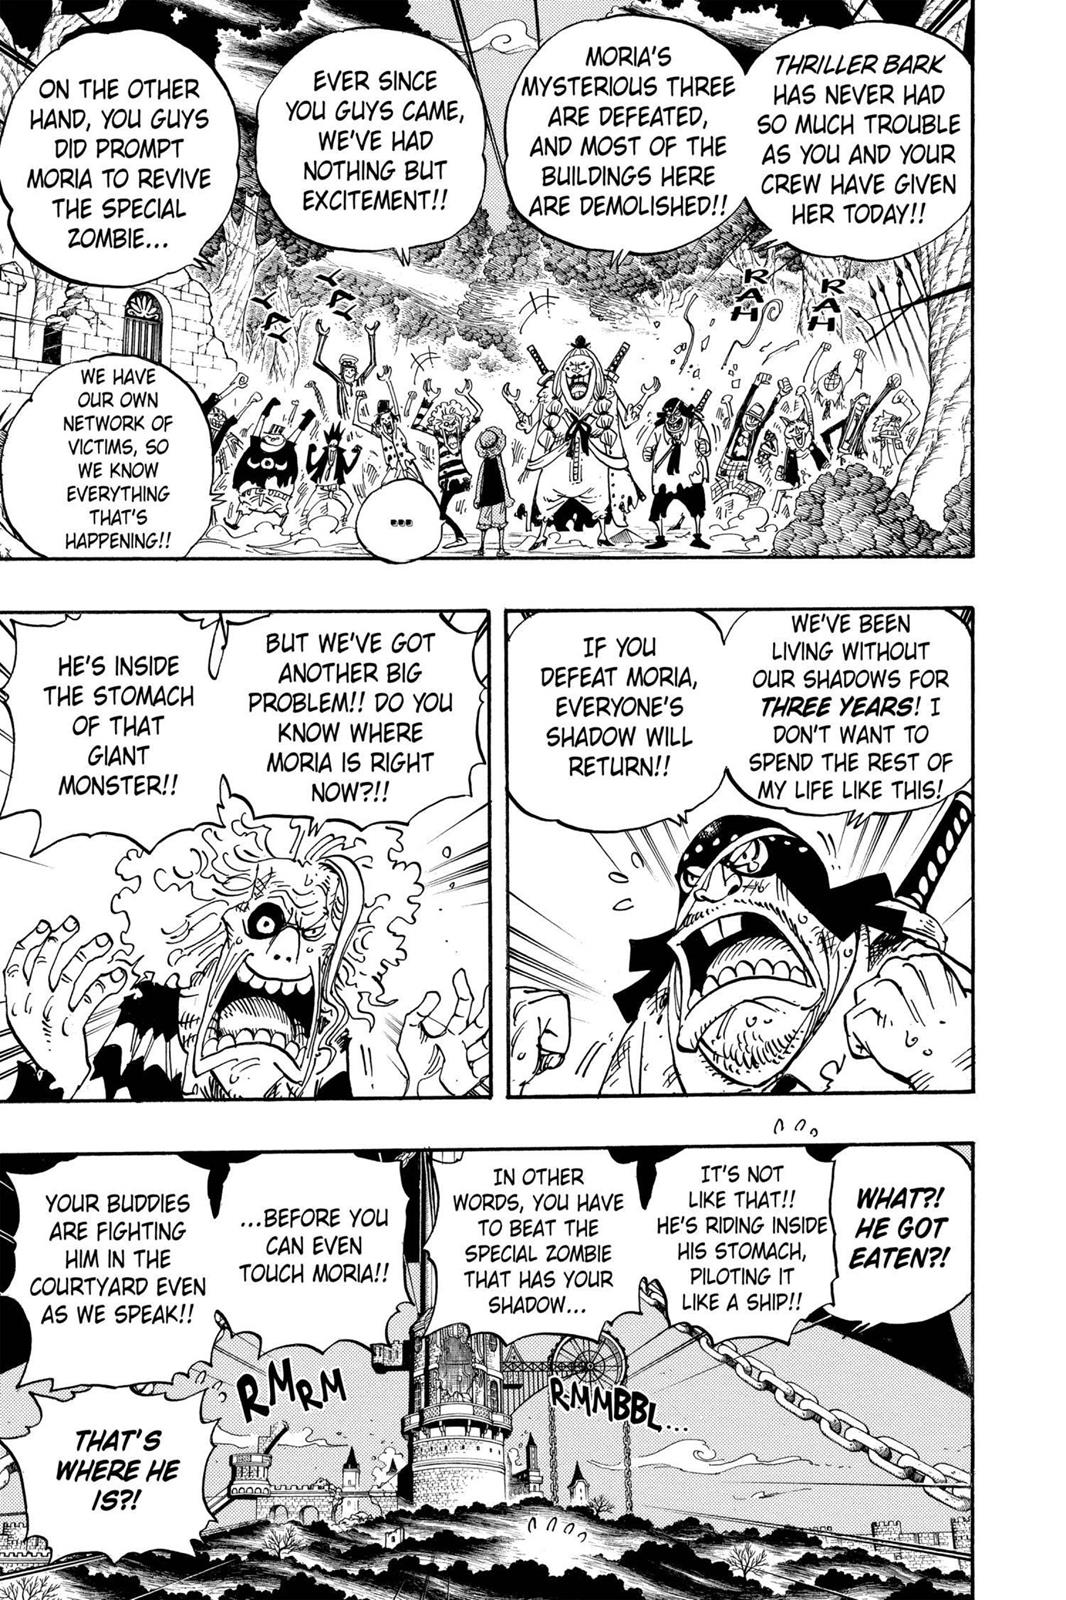 THRILLER BARK
HAS NEVER HAD
SO MUCH TROUBLE
AS YOU AND YOUR
CREW HAVE GIVEN
HER TODAY!!
MORIA'S
MYSTERIOUS THREE
ARE DEFEATED,
AND MOST OF THE
BUILDINGS HERE
ARE DEMOLISHED!!
EVER SINCE
YOU GUYS CAME,
WE'VE HAD
NOTHING BUT
EXCITEMENT!!
ON THE OTHER
HAND, YOU GUYS
DID PROMPT
MORIA TO REVIVE
THE SPECIAL
ZOMBIE...
RAH
RAH
RAH
YAY
YAY
YAY
...
WE HAVE
OUR OWN
NETWORK OF
VICTIMS, SO
WE KNOW
EVERYTHING
THAT'S
HAPPENING!!
WE'VE BEEN
LIVING WITHOUT
OUR SHADOWS FOR
THREE YEARS! I
DON'T WANT TO
SPEND THE REST OF
MY LIFE LIKE THIS!
IF YOU
DEFEAT MORIA,
EVERYONE'S
SHADOW WILL
RETURN!!
BUT WE'VE GOT
ANOTHER BIG
PROBLEM!! DO YOU
KNOW WHERE
MORIA IS RIGHT
NOW?!!
HE'S INSIDE
THE STOMACH
OF THAT
GIANT
MONSTER!!
WHAT?!
HE GOT
EATEN?!
IT'S NOT
LIKE THAT!!
HE'S RIDING INSIDE
HIS STOMACH,
PILOTING IT
LIKE A SHIP!!
IN OTHER
WORDS, YOU HAVE
TO BEAT THE
SPECIAL ZOMBIE
THAT HAS YOUR
SHADOW...
...BEFORE YOU
CAN EVEN
TOUCH MORIA!!
YOUR BUDDIES
ARE FIGHTING
HIM IN THE
COURTYARD EVEN
AS WE SPEAK!!
RMMBBL...
RMRM
THAT'S
WHERE HE
IS?!